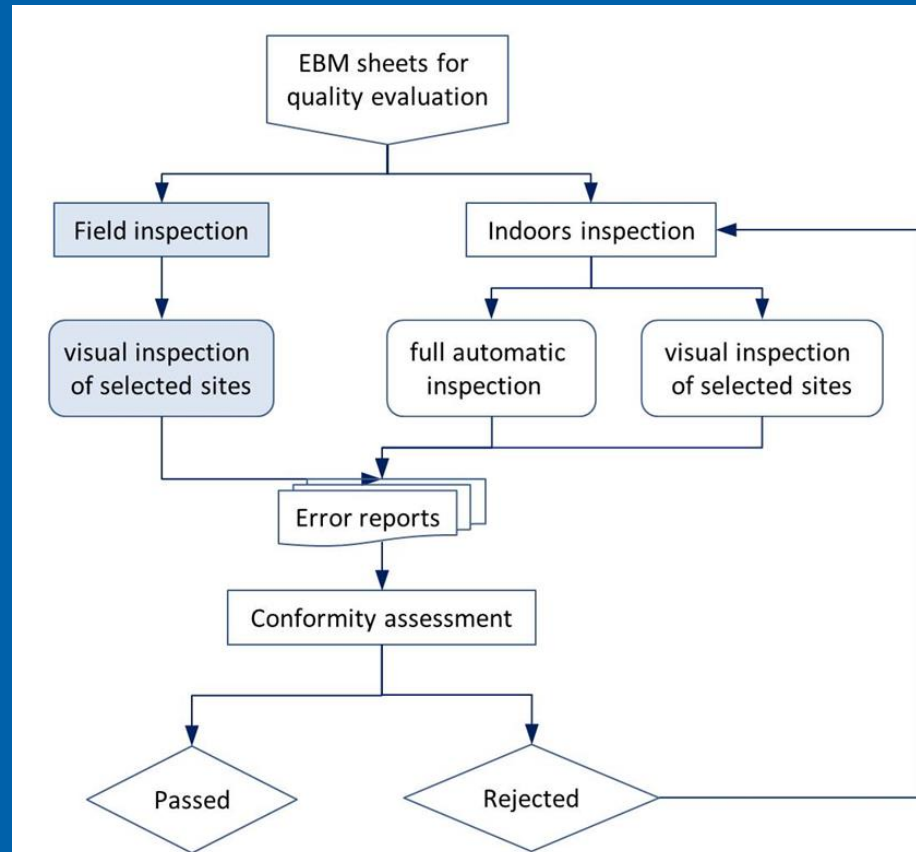 EBM sheets for
quality evaluation
Field inspection
Indoors inspection
visual inspection
of selected sites
full automatic
inspection
visual inspection
of selected sites
Error reports
Conformity assessment
Passed
Rejected